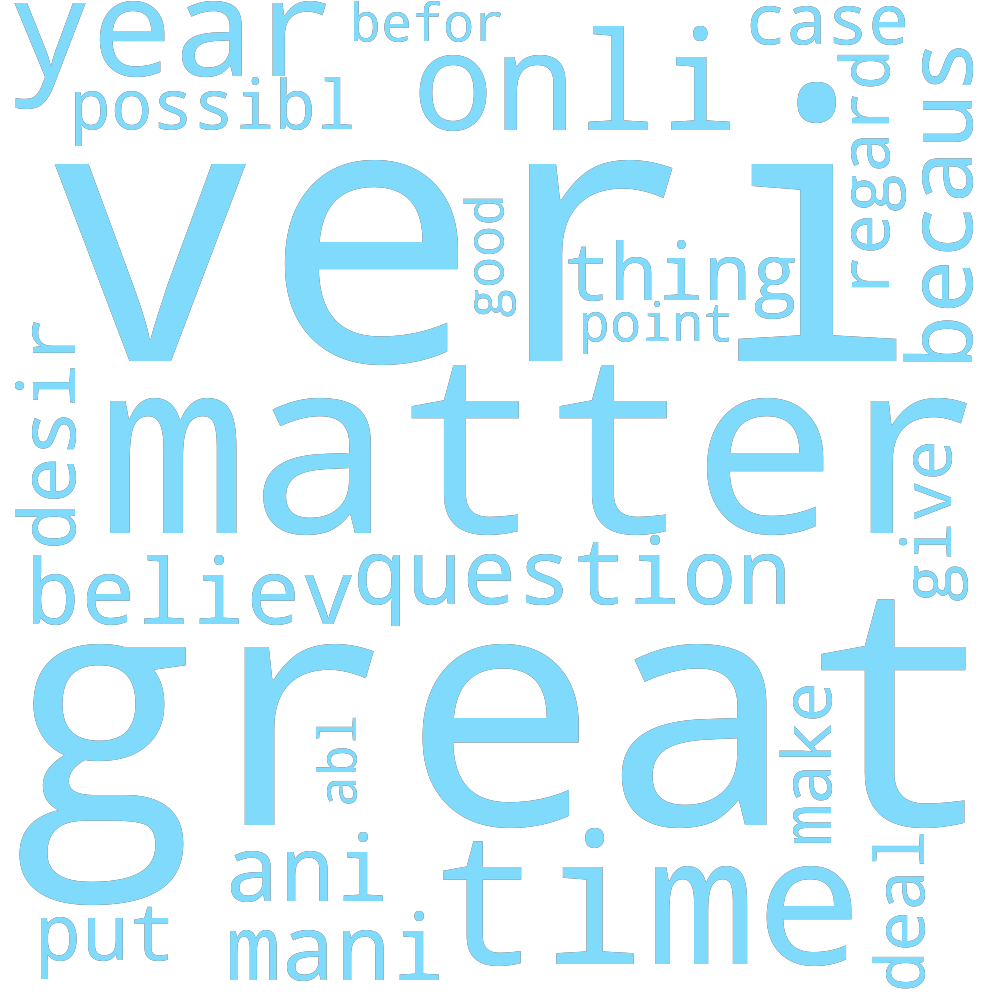 year
befor
case
possibl
onli
regard
becaus
veri
good
thing
point
desir
matter
give
believ
question
great
abl
make
ani
time
deal
put
mani